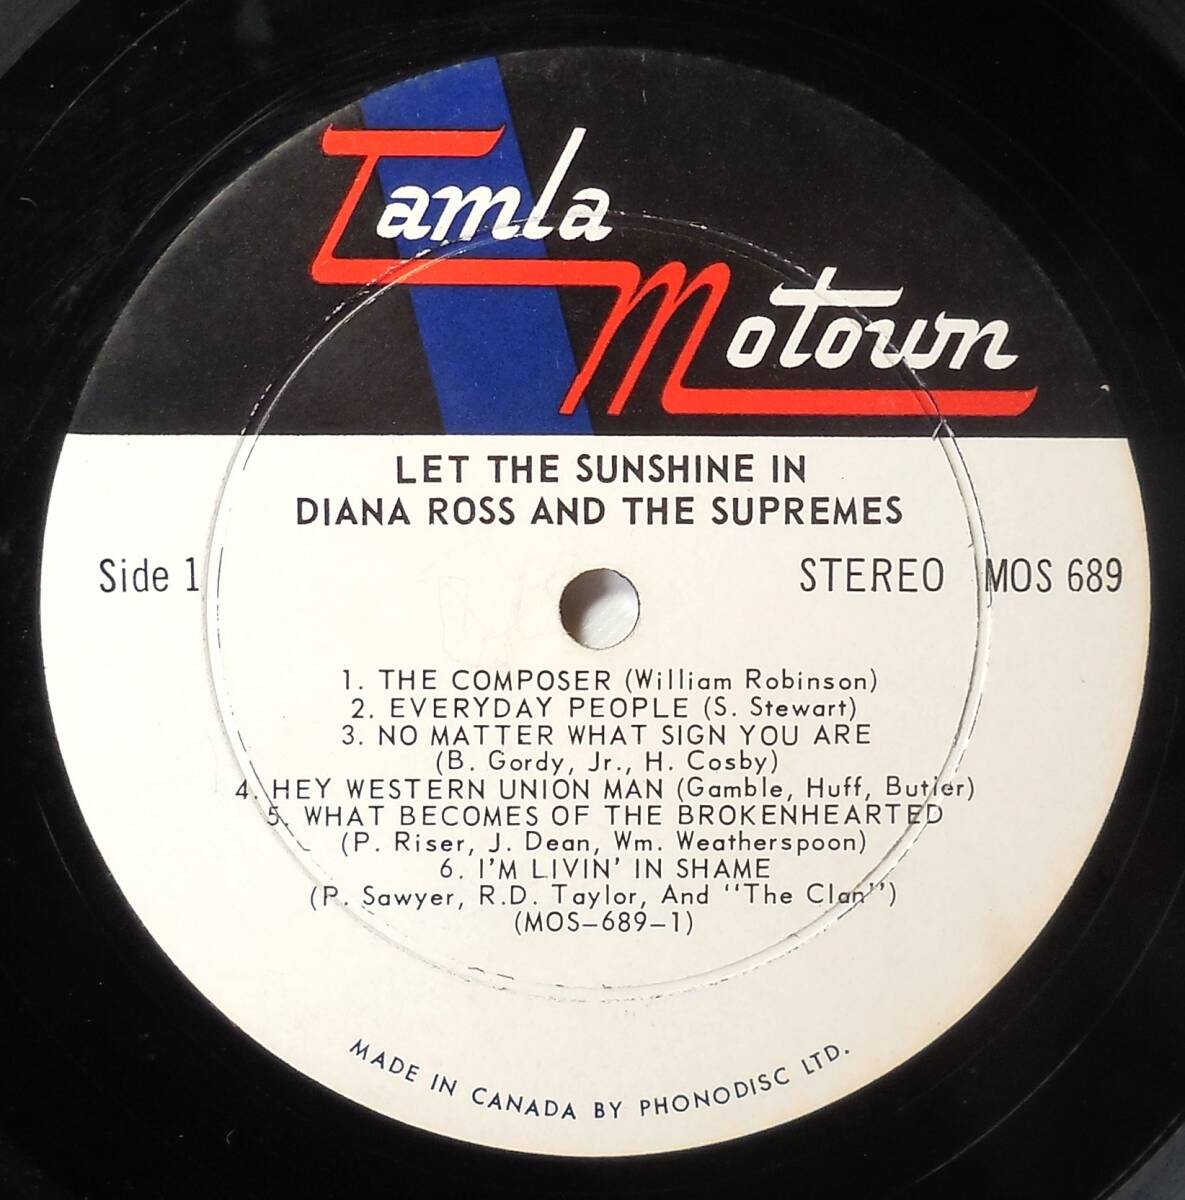 Tamla
Motown
LET THE SUNSHINE IN
DIANA ROSS AND THE SUPREMES
Side 1 STEREO MOS 689
1. THE COMPOSER (William Robinson)
2. EVERYDAY PEOPLE (S. Stewart)
3. NO MATTER WHAT SIGN YOU ARE
(B. Gordy, Jr., H. Cosby)
4. HEY WESTERN UNION MAN (Gamble, Huff, Butler)
5. WHAT BECOMES OF THE BROKENHEARTED
(P. Riser, J. Dean, Wm. Weatherspoon)
6. I'M LIVIN' IN SHAME
(P. Sawyer, R.D. Taylor, And "The Clan")
(MOS-689-1)
MADE IN CANADA BY PHONODISC LTD.